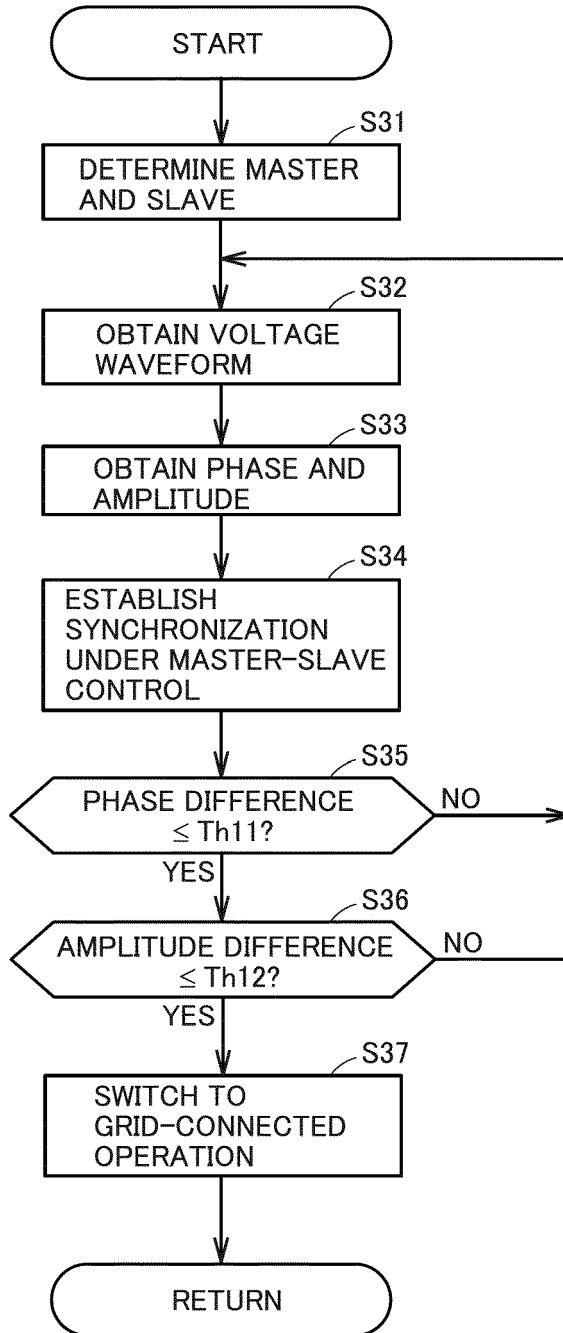 START
S31
DETERMINE MASTER
AND SLAVE
S32
OBTAIN VOLTAGE
WAVEFORM
S33
OBTAIN PHASE AND
AMPLITUDE
S34
ESTABLISH
SYNCHRONIZATION
UNDER MASTER-SLAVE
CONTROL
S35
PHASE DIFFERENCE
≤ Th11?
NO
YES
S36
AMPLITUDE DIFFERENCE
≤ Th12?
NO
YES
S37
SWITCH TO
GRID-CONNECTED
OPERATION
RETURN